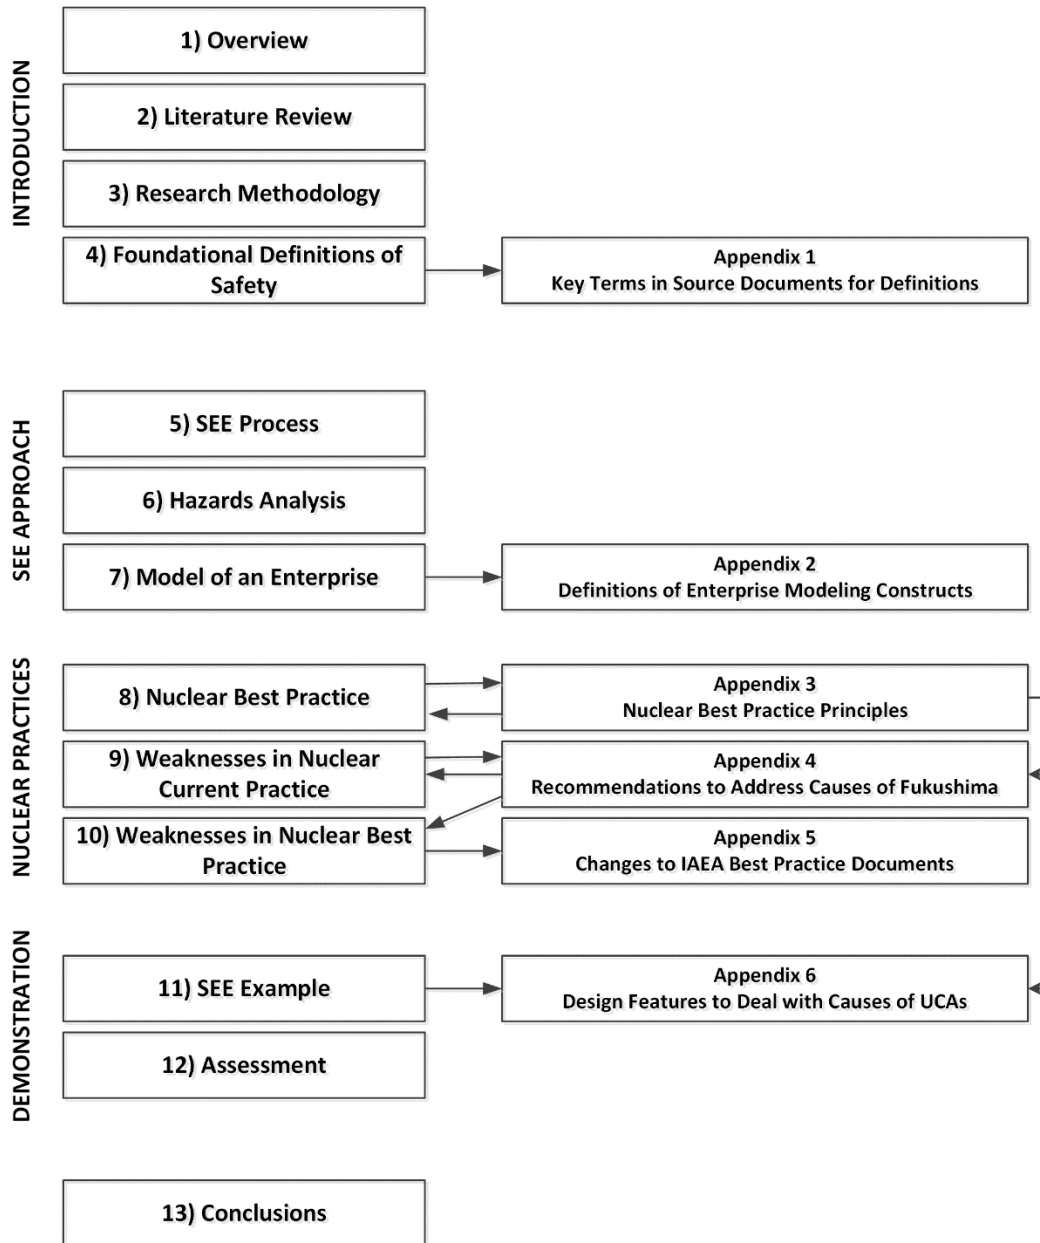 INTRODUCTION
1) Overview
2) Literature Review
3) Research Methodology
4) Foundational Definitions of
Safety
Appendix 1
Key Terms in Source Documents for Definitions
SEE APPROACH
5) SEE Process
6) Hazards Analysis
7) Model of an Enterprise
Appendix 2
Definitions of Enterprise Modeling Constructs
NUCLEAR PRACTICES
8) Nuclear Best Practice
Appendix 3
Nuclear Best Practice Principles
9) Weaknesses in Nuclear
Current Practice
Appendix 4
Recommendations to Address Causes of Fukushima
10) Weaknesses in Nuclear Best
Practice
Appendix 5
Changes to IAEA Best Practice Documents
DEMONSTRATION
11) SEE Example
Appendix 6
Design Features to Deal with Causes of UCAs
12) Assessment
13) Conclusions